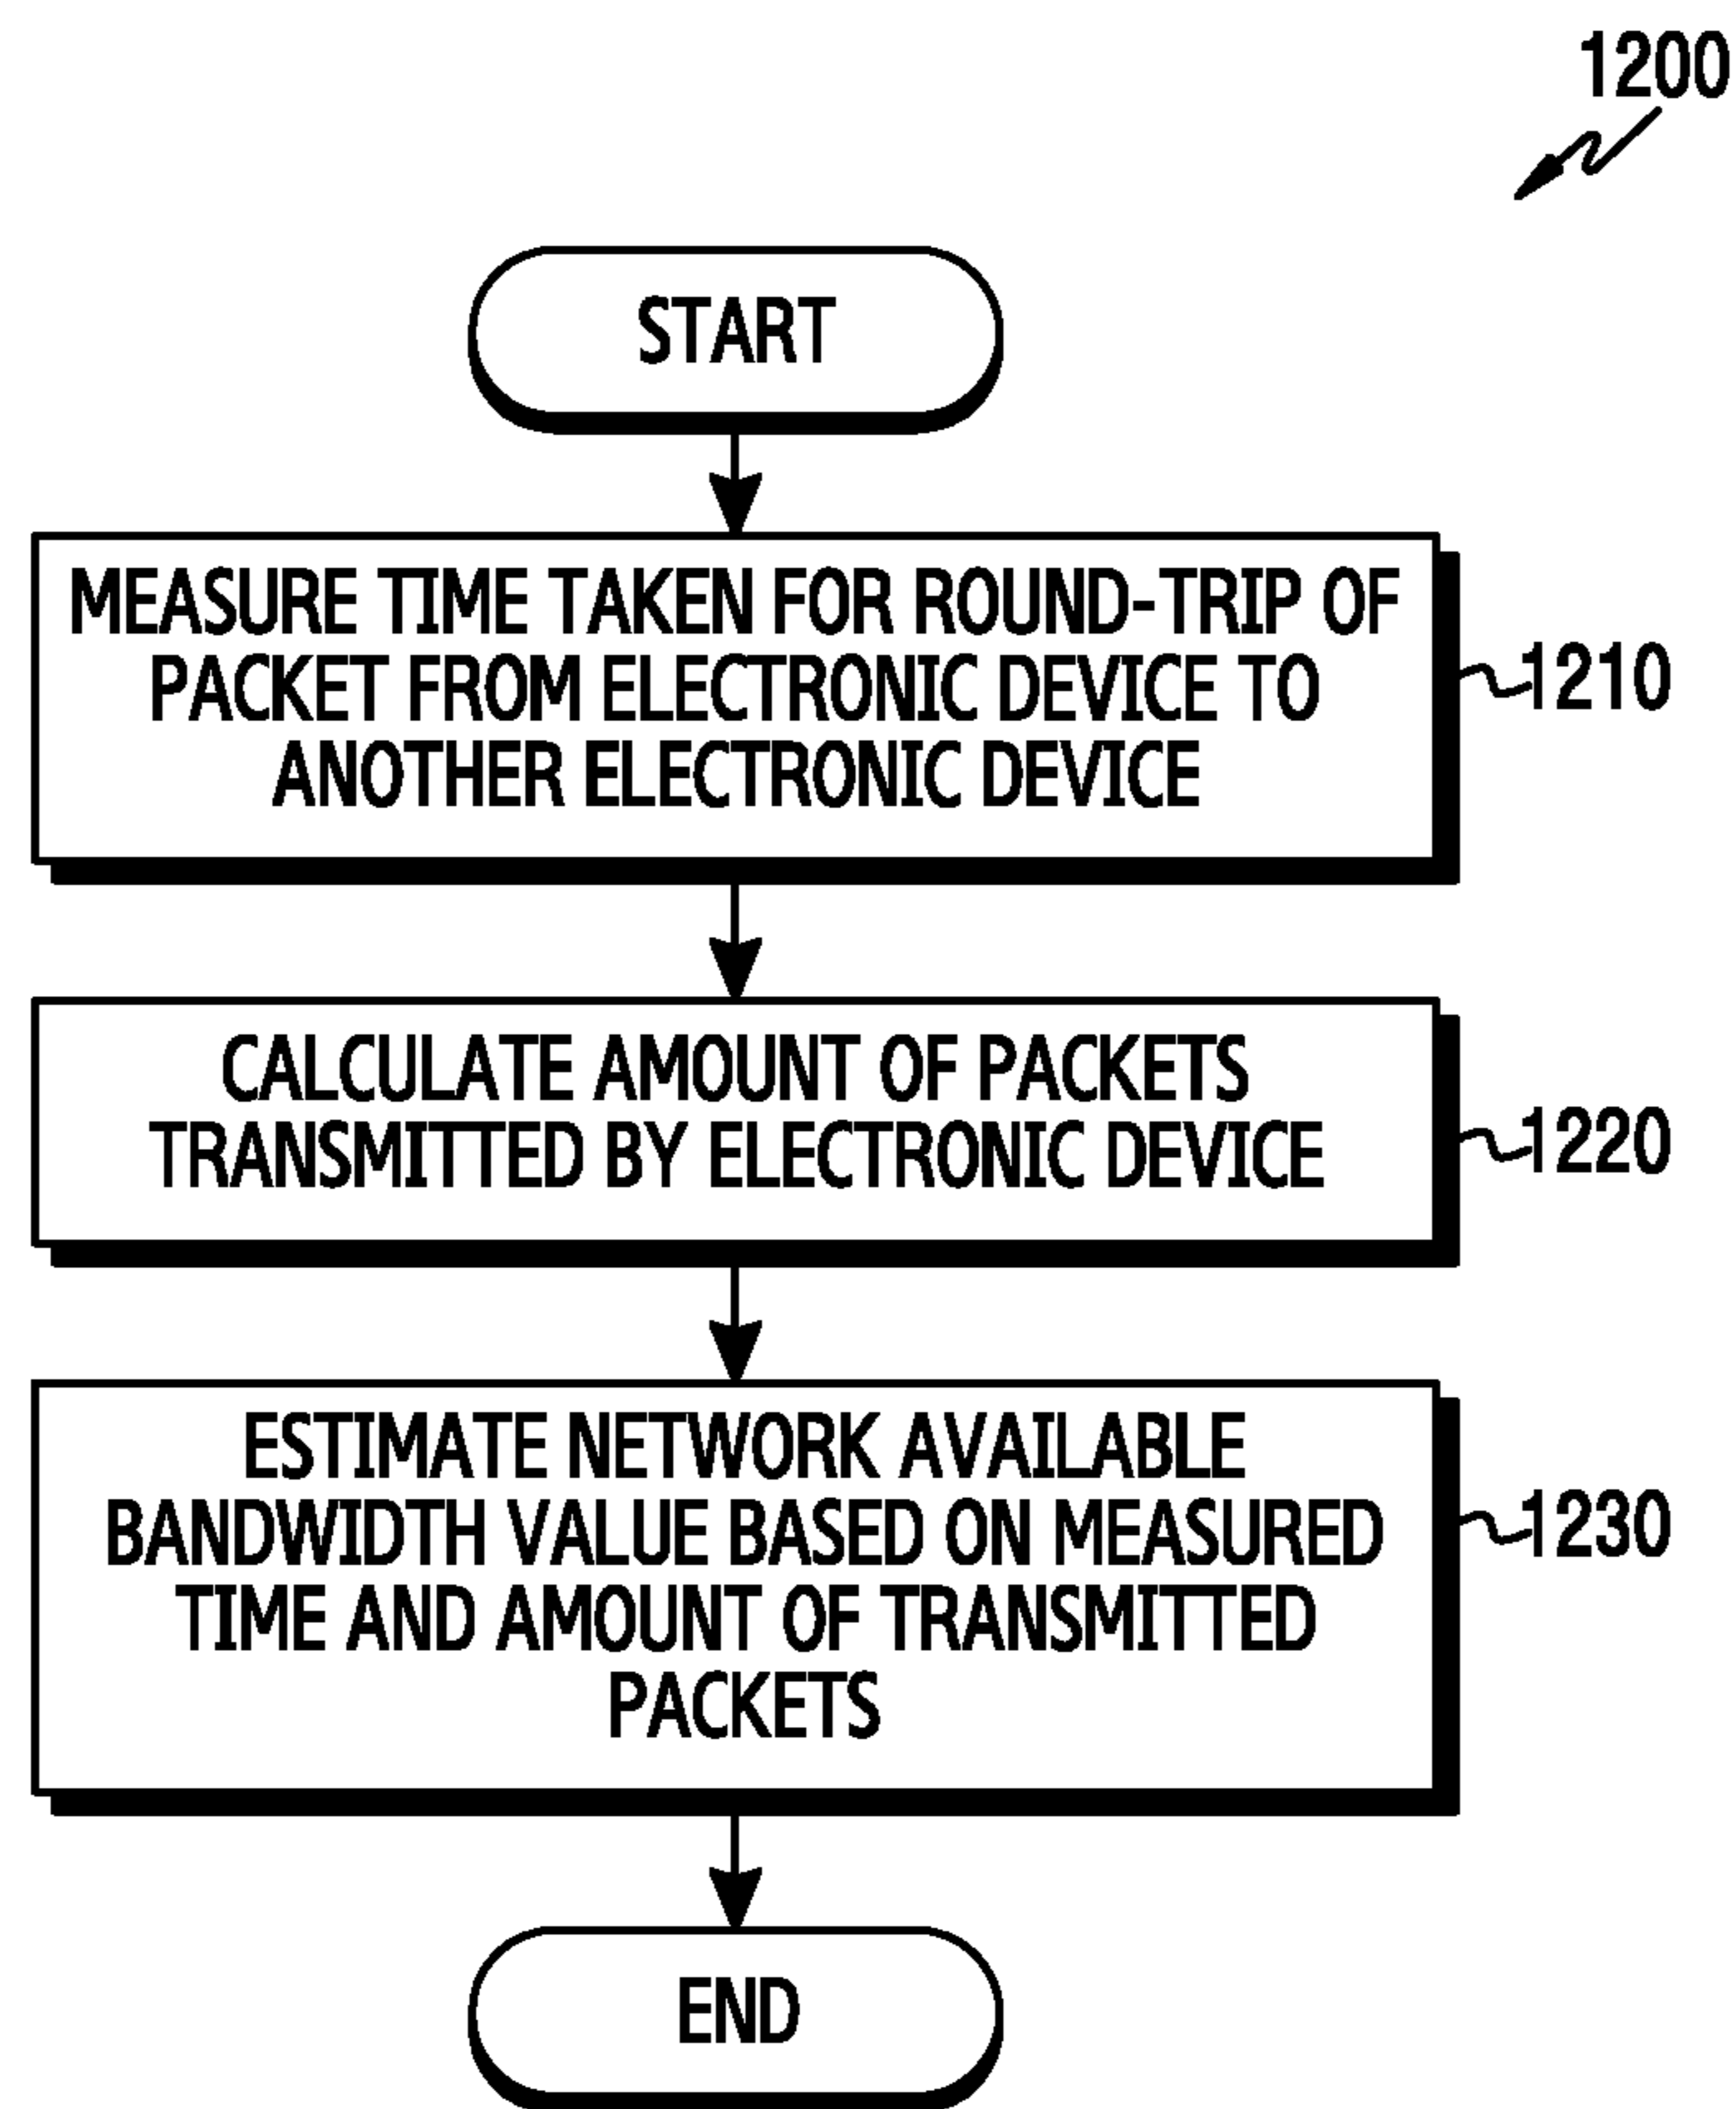 1200
START
MEASURE TIME TAKEN FOR ROUND-TRIP OF
PACKET FROM ELECTRONIC DEVICE TO
ANOTHER ELECTRONIC DEVICE
1210
CALCULATE AMOUNT OF PACKETS
TRANSMITTED BY ELECTRONIC DEVICE
1220
ESTIMATE NETWORK AVAILABLE
BANDWIDTH VALUE BASED ON MEASURED
TIME AND AMOUNT OF TRANSMITTED
PACKETS
1230
END